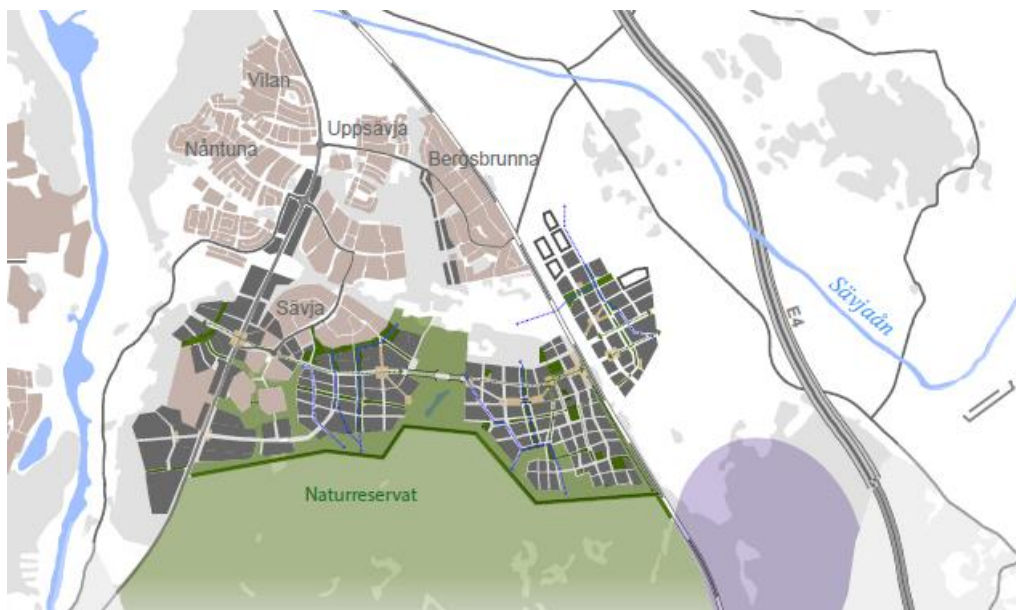 Vilan
Uppsävja
Nåntuna
Bergsbrunna
Sävja
Sävjaån
E4
Naturreservat